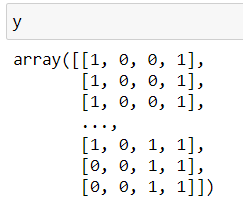 y
array([[1, 0, 0, 1],
[1, 0, 0, 1],
[1, 0, 0, 1],
...,
[1, 0, 1, 1],
[0, 0, 1, 1],
[0, 0, 1, 1]])